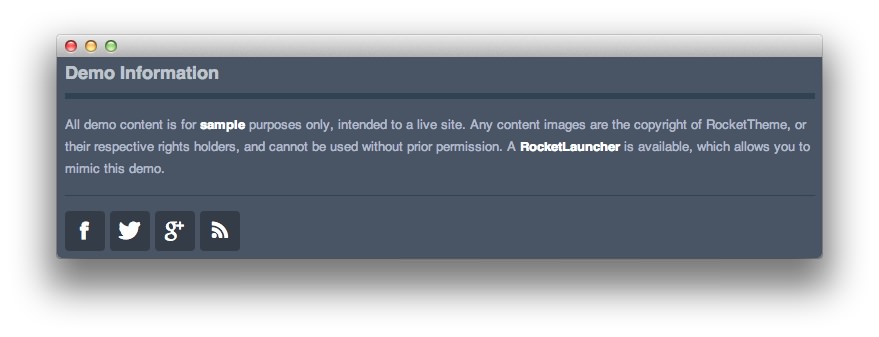 Demo Information
All demo content is for sample purposes only, intended to a live site. Any content images are the copyright of RocketTheme, or
their respective rights holders, and cannot be used without prior permission. A RocketLauncher is available, which allows you to
mimic this demo.